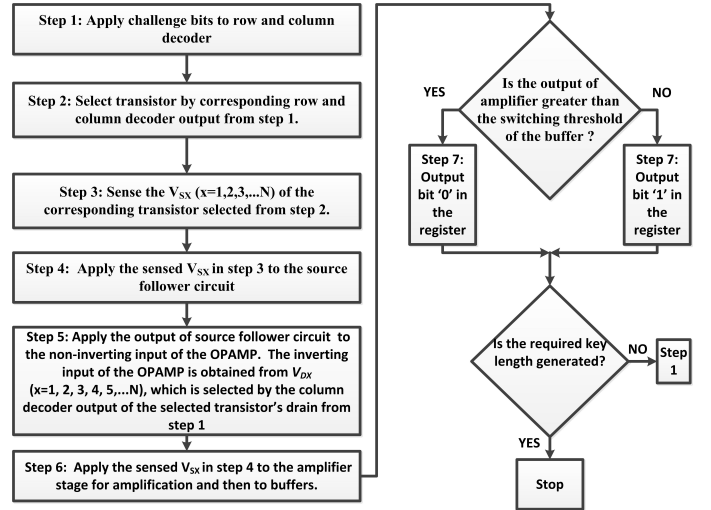 Step 1: Apply challenge bits to row and column
decoder
Step 2: Select transistor by corresponding row and
column decoder output from step 1.
Step 3: Sense the VSX (x=1,2,3,...N) of the
corresponding transistor selected from step 2.
Step 4: Apply the sensed VSX in step 3 to the source
follower circuit
Step 5: Apply the output of source follower circuit to
the non-inverting input of the OPAMP. The inverting
input of the OPAMP is obtained from VDX
(x=1, 2, 3, 4, 5,...N), which is selected by the column
decoder output of the selected transistor's drain from
step 1
Step 6: Apply the sensed VSX in step 4 to the amplifier
stage for amplification and then to buffers.
Is the output of
amplifier greater than
the switching threshold
of the buffer ?
YES
NO
Step 7:
Output
bit '0' in
the
register
Step 7:
Output
bit '1' in
the
register
Is the required key
length generated?
NO
Step
1
YES
Stop